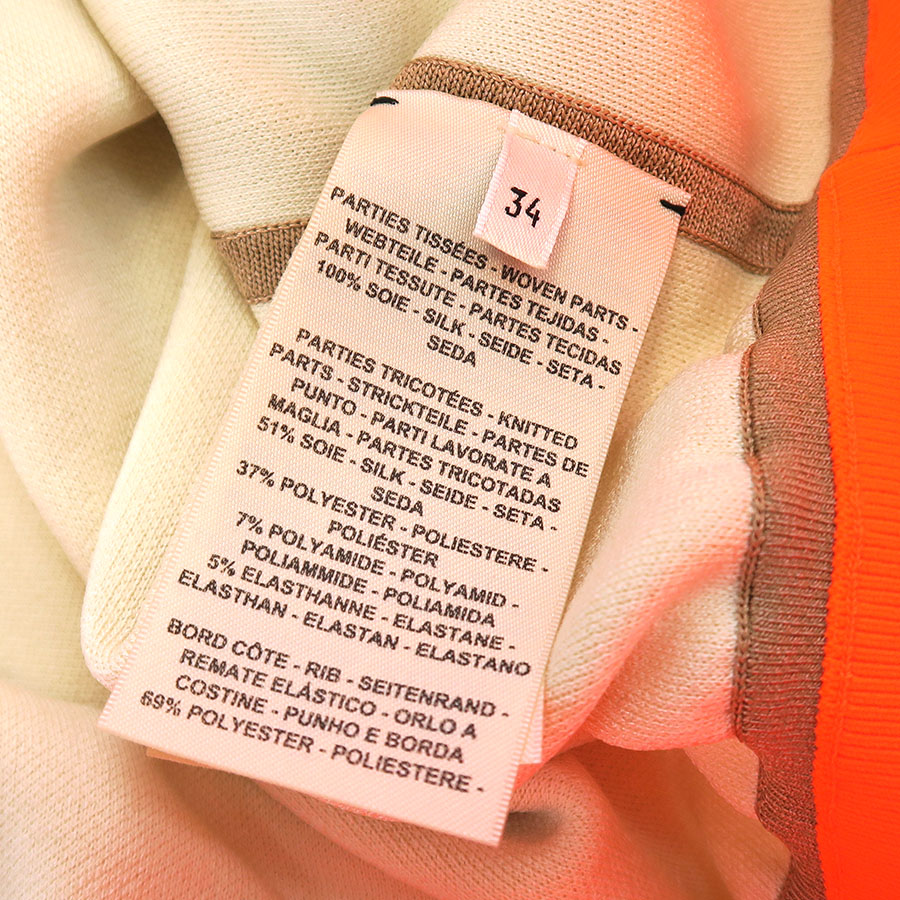 34
PARTIES TISSÉES - WOVEN PARTS -
WEBTEILE - PARTES TEJIDAS -
PARTI TESSUTE - PARTES TECIDAS
100% SOIE - SILK - SEIDE - SETA -
SEDA
PARTIES TRICOTÉES - KNITTED
PARTS - STRICKTEILE - PARTES DE
PUNTO - PARTI LAVORATE A
MAGLIA - PARTES TRICOTADAS
51% SOIE - SILK - SEIDE - SETA -
SEDA
37% POLYESTER - POLIESTERE -
POLIÉSTER
7% POLYAMIDE - POLYAMID -
POLIAMMIDE - POLIAMIDA
5% ELASTHANNE - ELASTANE -
ELASTHAN - ELASTAN - ELASTANO
BORD CÔTE - RIB - SEITENRAND -
REMATE ELÁSTICO - ORLO A
COSTINE - PUNHO E BORDA
69% POLYESTER - POLIESTERE -